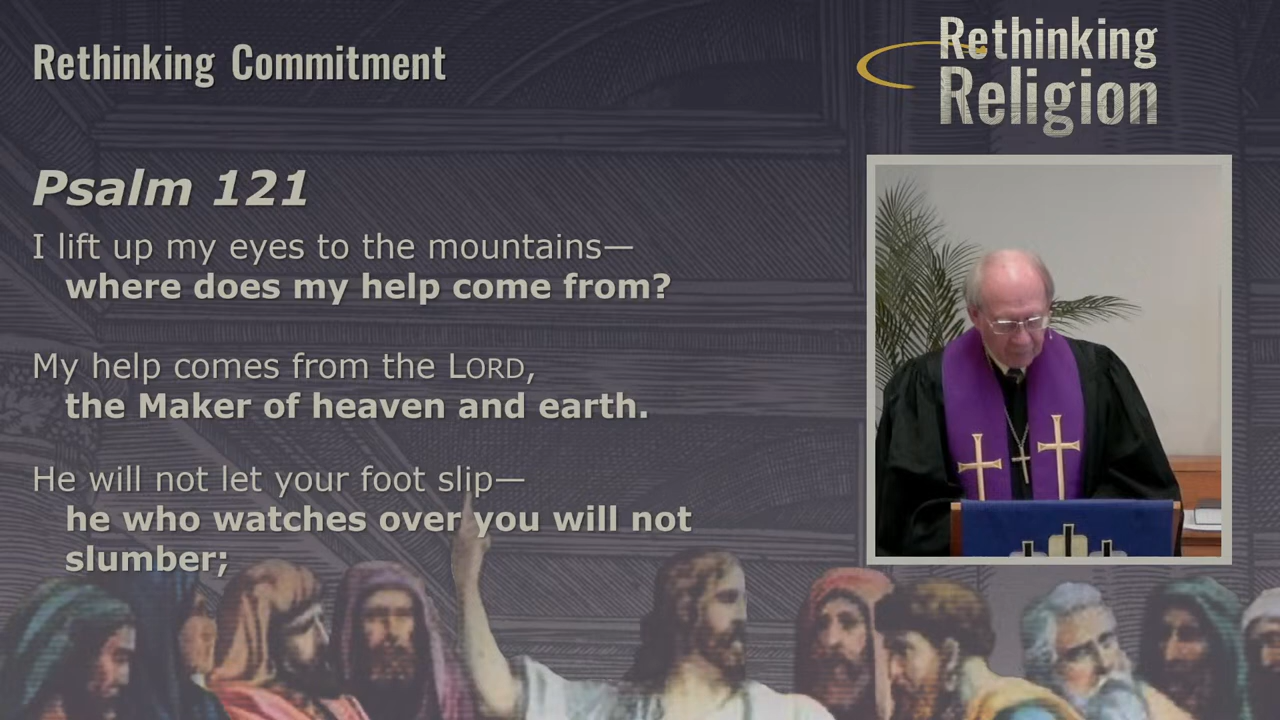 Rethinking Commitment
Rethinking
Religion
Psalm 121
I lift up my eyes to the mountains—
where does my help come from?
My help comes from the LORD,
the Maker of heaven and earth.
He will not let your foot slip—
he who watches over you will not
slumber;